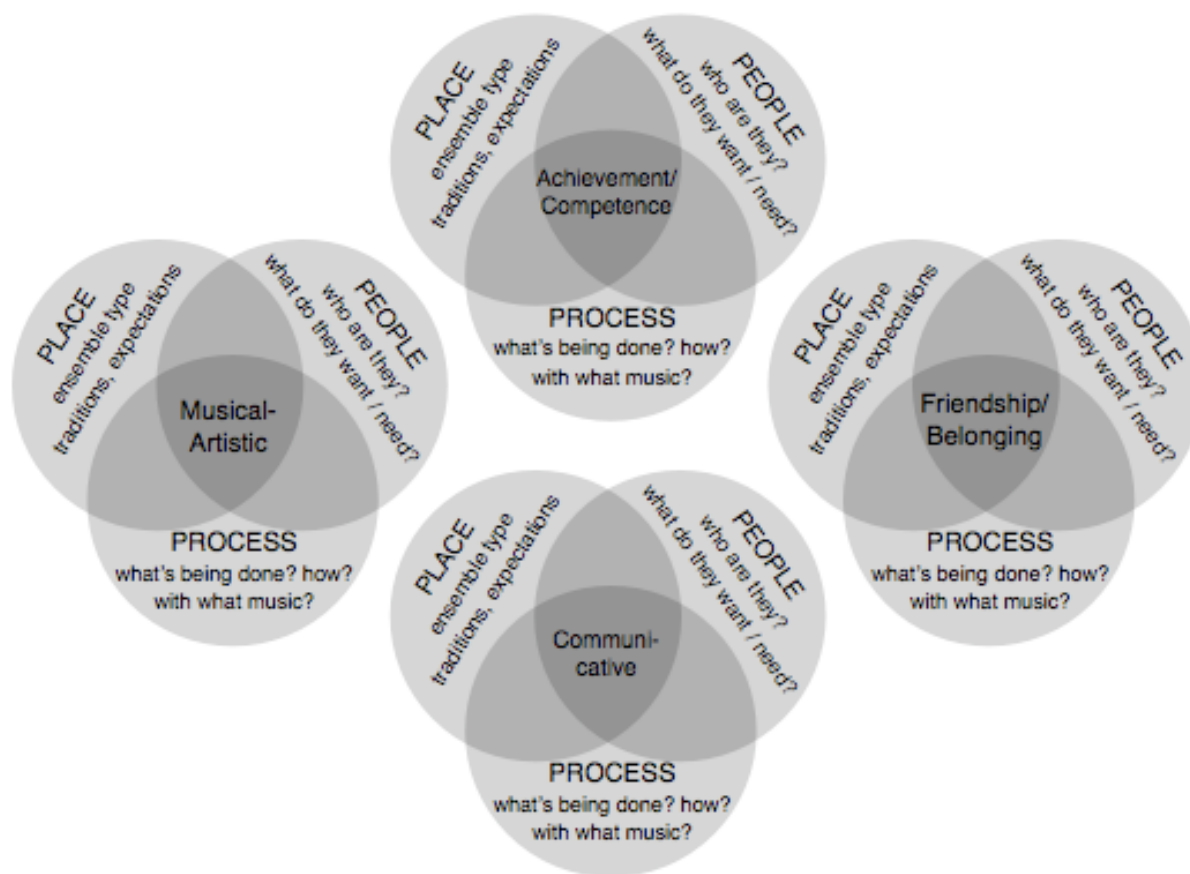 PLACE
ensemble type
traditions, expectations
PEOPLE
who are they?
what do they want / need?
Achievement/
Competence
PROCESS
what's being done? how?
with what music?
PLACE
ensemble type
traditions, expectations
PEOPLE
who are they?
what do they want / need?
Musical-
Artistic
PROCESS
what's being done? how?
with what music?
PLACE
ensemble type
traditions, expectations
PEOPLE
who are they?
what do they want / need?
Friendship/
Belonging
PROCESS
what's being done? how?
with what music?
PLACE
ensemble type
traditions, expectations
PEOPLE
who are they?
what do they want / need?
Communi-
cative
PROCESS
what's being done? how?
with what music?